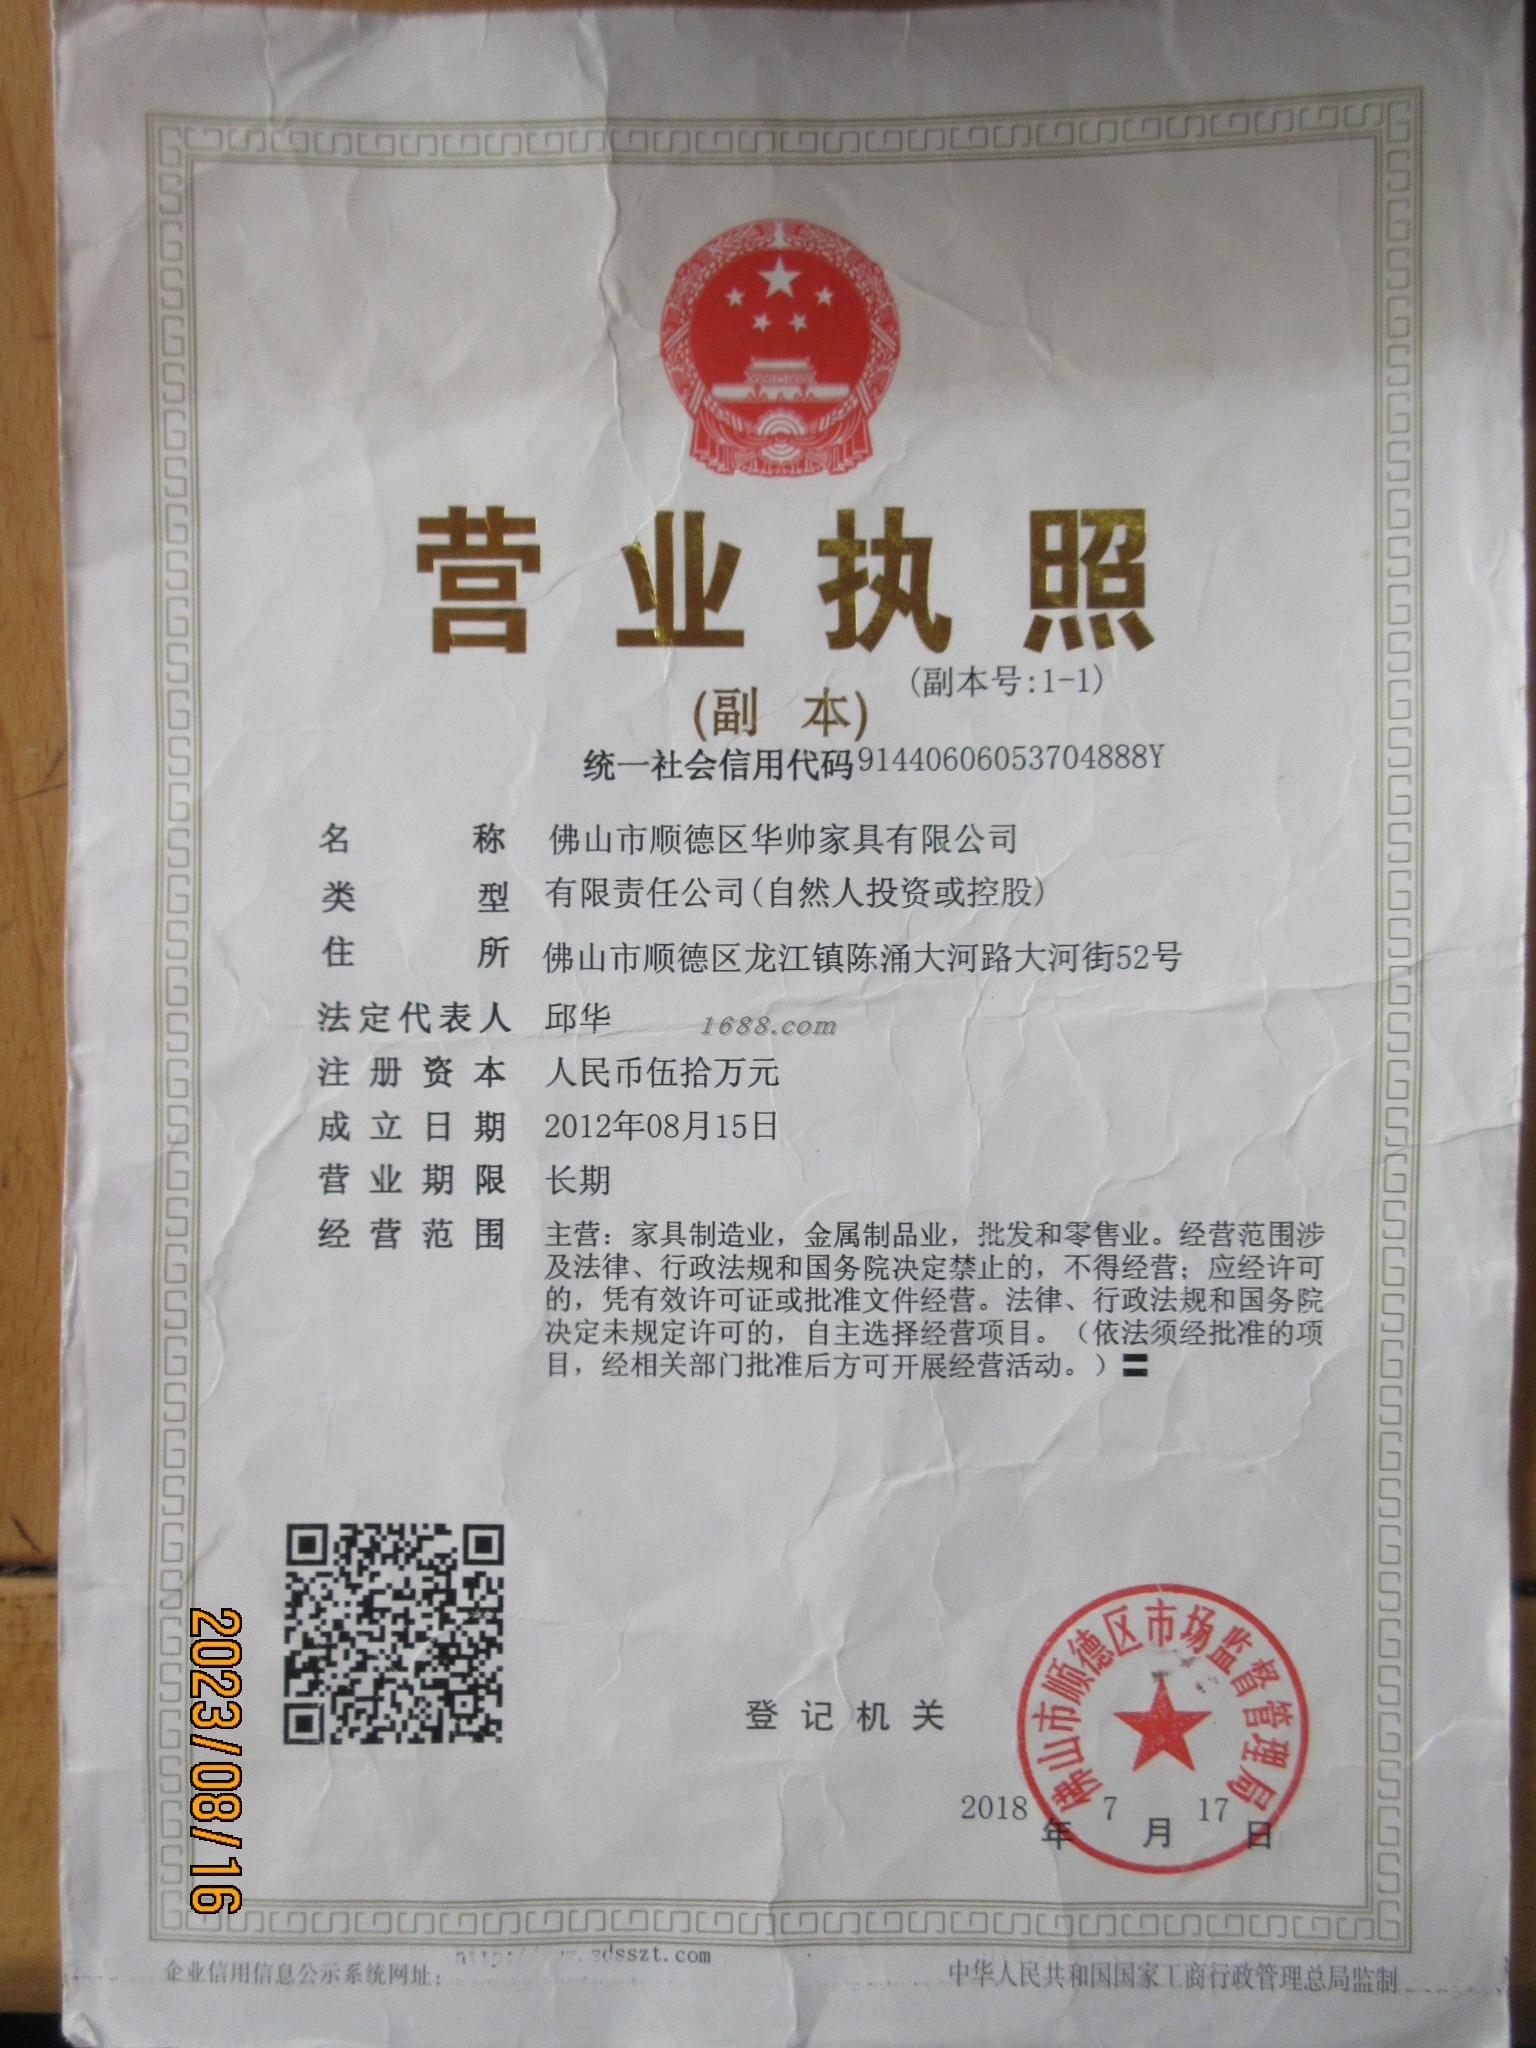 营业执照
(副 本)
(副本号:1-1)
统一社会信用代码91440606053704888Y
名 称 佛山市顺德区华帅家具有限公司
类 型 有限责任公司(自然人投资或控股)
住 所 佛山市顺德区龙江镇陈涌大河路大河街52号
法定代表人 邱华
1688.com
注册资本 人民币伍拾万元
成立日期 2012年08月15日
营业期限 长期
经营范围 主营：家具制造业，金属制品业，批发和零售业。经营范围涉
及法律、行政法规和国务院决定禁止的，不得经营；应经许可
的，凭有效许可证或批准文件经营。法律、行政法规和国务院
决定未规定许可的，自主选择经营项目。（依法须经批准的项
目，经相关部门批准后方可开展经营活动。）〓
登记机关
佛山市顺德区市场监督管理局
2018年7月17日
2023/08/16
企业信用信息公示系统网址：
sdsszt.com
中华人民共和国国家工商行政管理总局监制